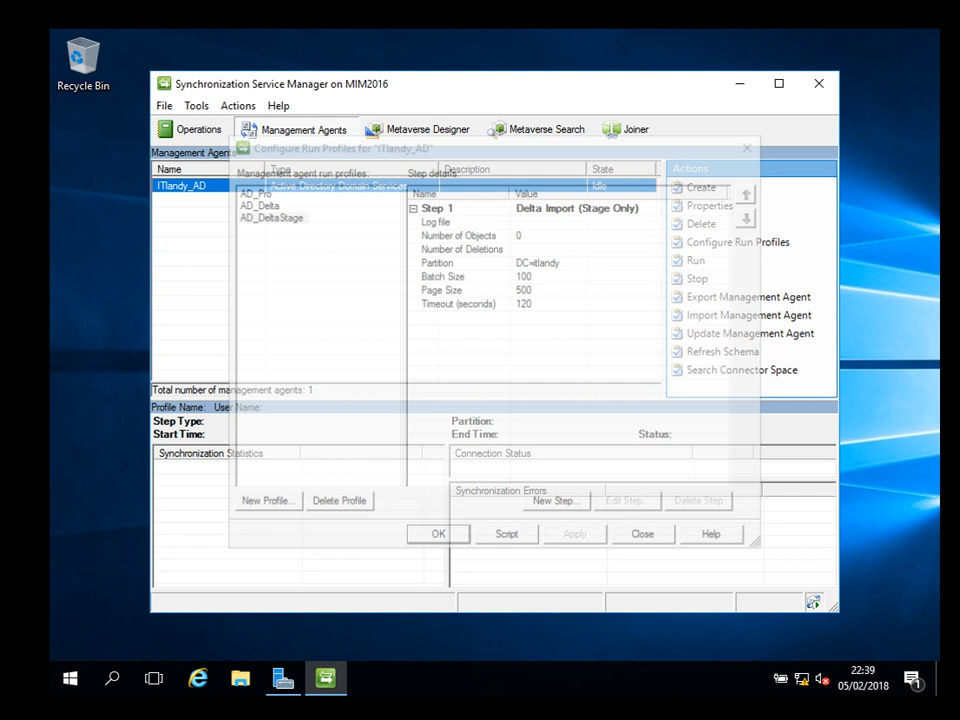 Recycle Bin
Synchronization Service Manager on MIM2016
File Tools Actions Help
Operations Management Agents Metaverse Designer Metaverse Search Joiner
Configure Run Profiles for "ITlandy_AD"
Management Agents
Name Type Description State
ITlandy_AD Active Directory Domain Services Idle
Management agent run profiles:
AD_Pro
AD_Delta
AD_DeltaStage
Step details:
Name Value
Step 1 Delta Import (Stage Only)
Log file
Number of Objects 0
Number of Deletions
Partition DC=itlandy
Batch Size 100
Page Size 500
Timeout (seconds) 120
Actions
Create
Properties
Delete
Configure Run Profiles
Run
Stop
Export Management Agent
Import Management Agent
Update Management Agent
Refresh Schema
Search Connector Space
Total number of management agents: 1
Profile Name: User Name:
Step Type: Partition:
Start Time: End Time: Status:
Synchronization Statistics Connection Status
Synchronization Errors
New Profile... Delete Profile New Step... Edit Step... Delete Step
OK Script Apply Close Help
22:39
05/02/2018
1